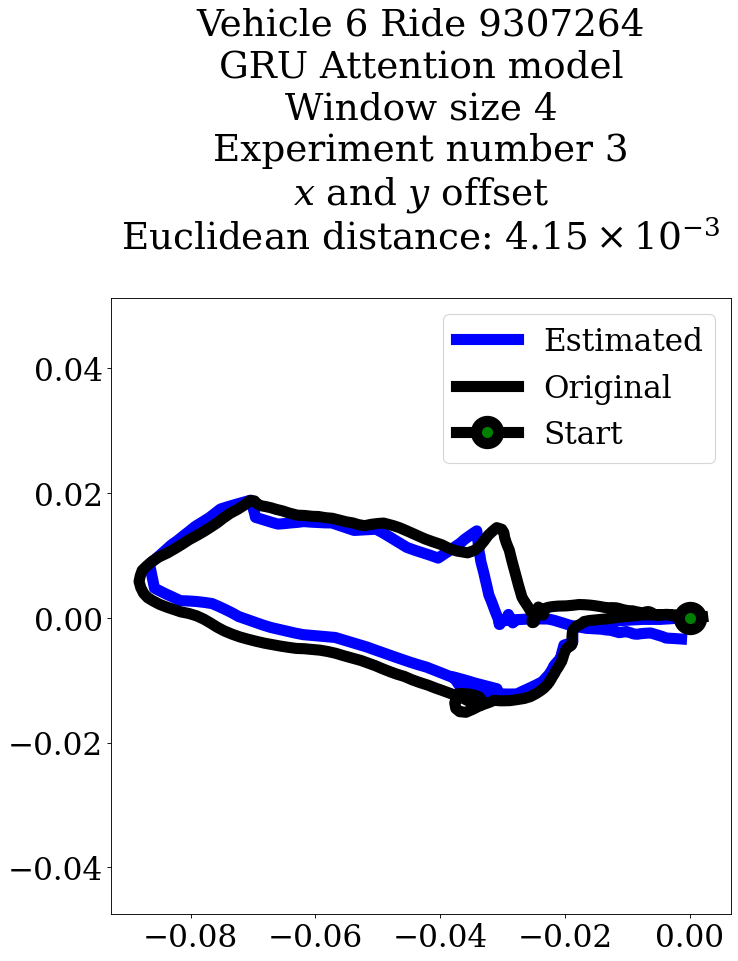 Vehicle 6 Ride 9307264
GRU Attention model
Window size 4
Experiment number 3
x and y offset
Euclidean distance: 4.15 × 10⁻³
Estimated
Original
Start
0.04
0.02
0.00
−0.02
−0.04
−0.08
−0.06
−0.04
−0.02
0.00